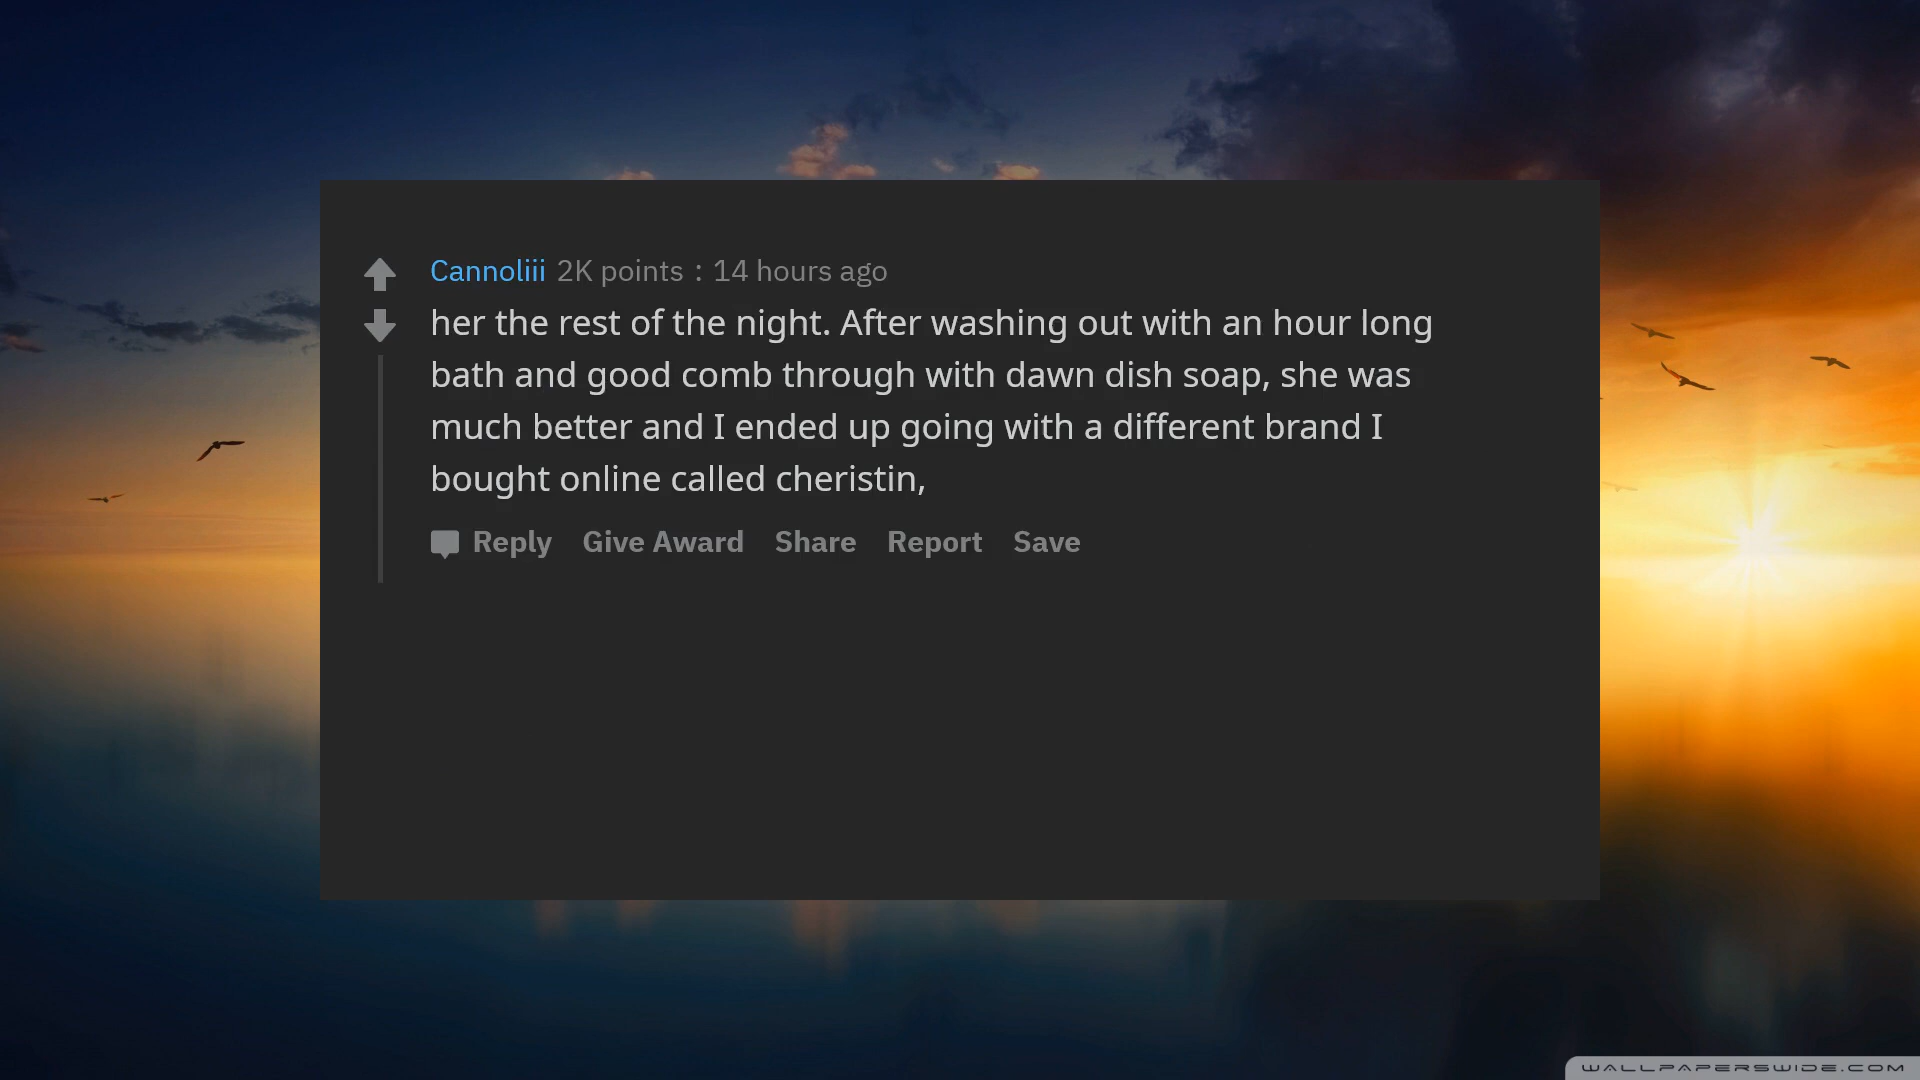 Cannoliii 2K points : 14 hours ago
her the rest of the night. After washing out with an hour long
bath and good comb through with dawn dish soap, she was
much better and I ended up going with a different brand I
bought online called cheristin,
Reply Give Award Share Report Save
WALLPAPERSWIDE.COM